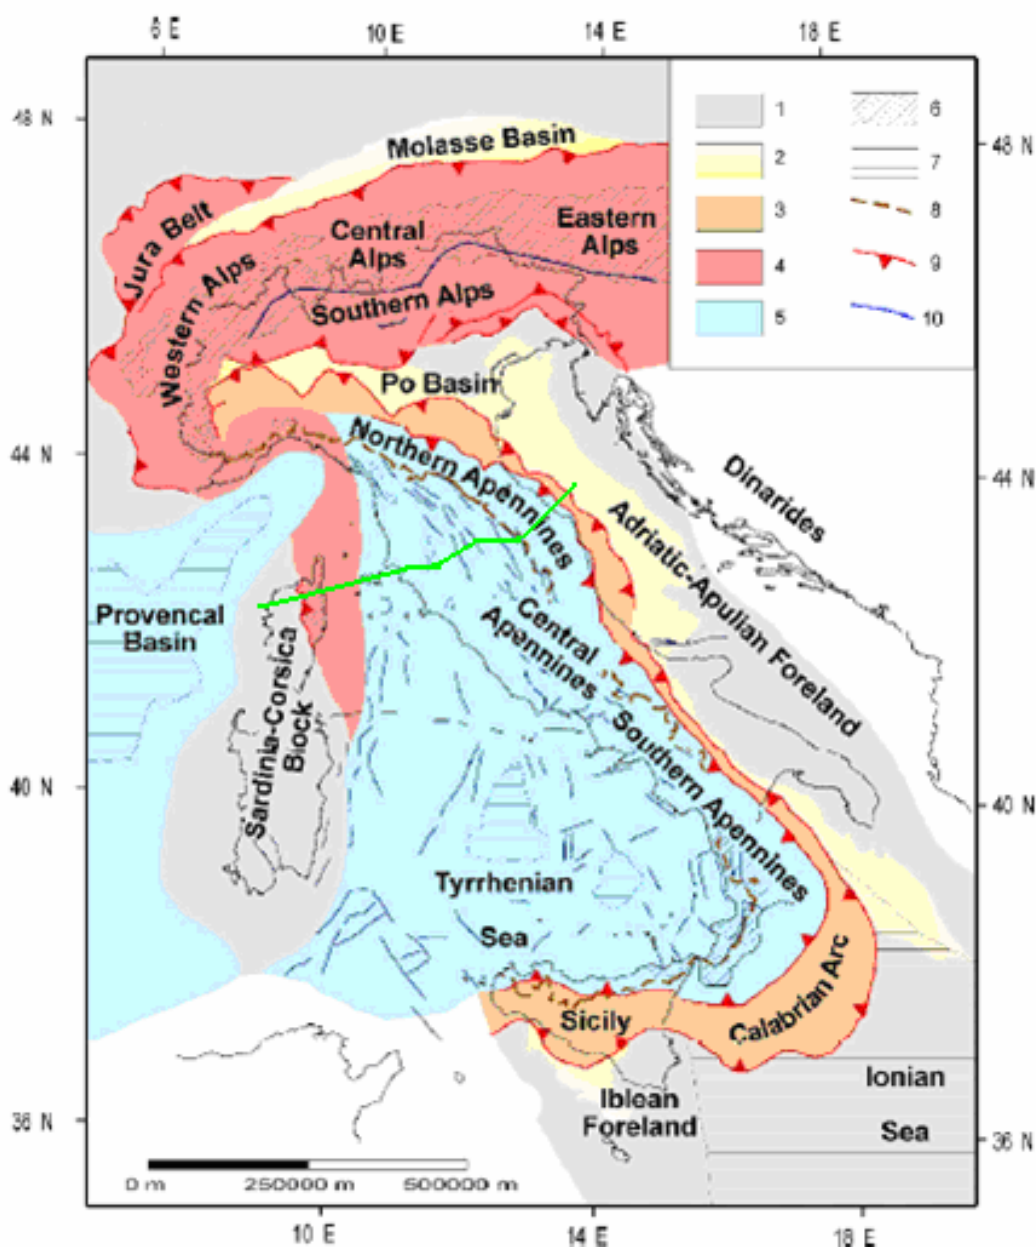 6 E
10 E
14 E
18 E
48 N
48 N
Molasse Basin
1
2
3
4
5
6
7
8
9
10
Jura Belt
Central
Alps
Eastern
Alps
Western Alps
Southern Alps
Po Basin
44 N
44 N
Northern Apennines
Dinarides
Adriatic-Apulian Foreland
Provencal
Basin
Central
Apennines
Sardinia-Corsica
Block
Southern Apennines
40 N
40 N
Tyrrhenian
Sea
Calabrian Arc
Sicily
Ionian
Sea
Iblean
Foreland
36 N
36 N
0 m
250000 m
500000 m
10 E
14 E
18 E